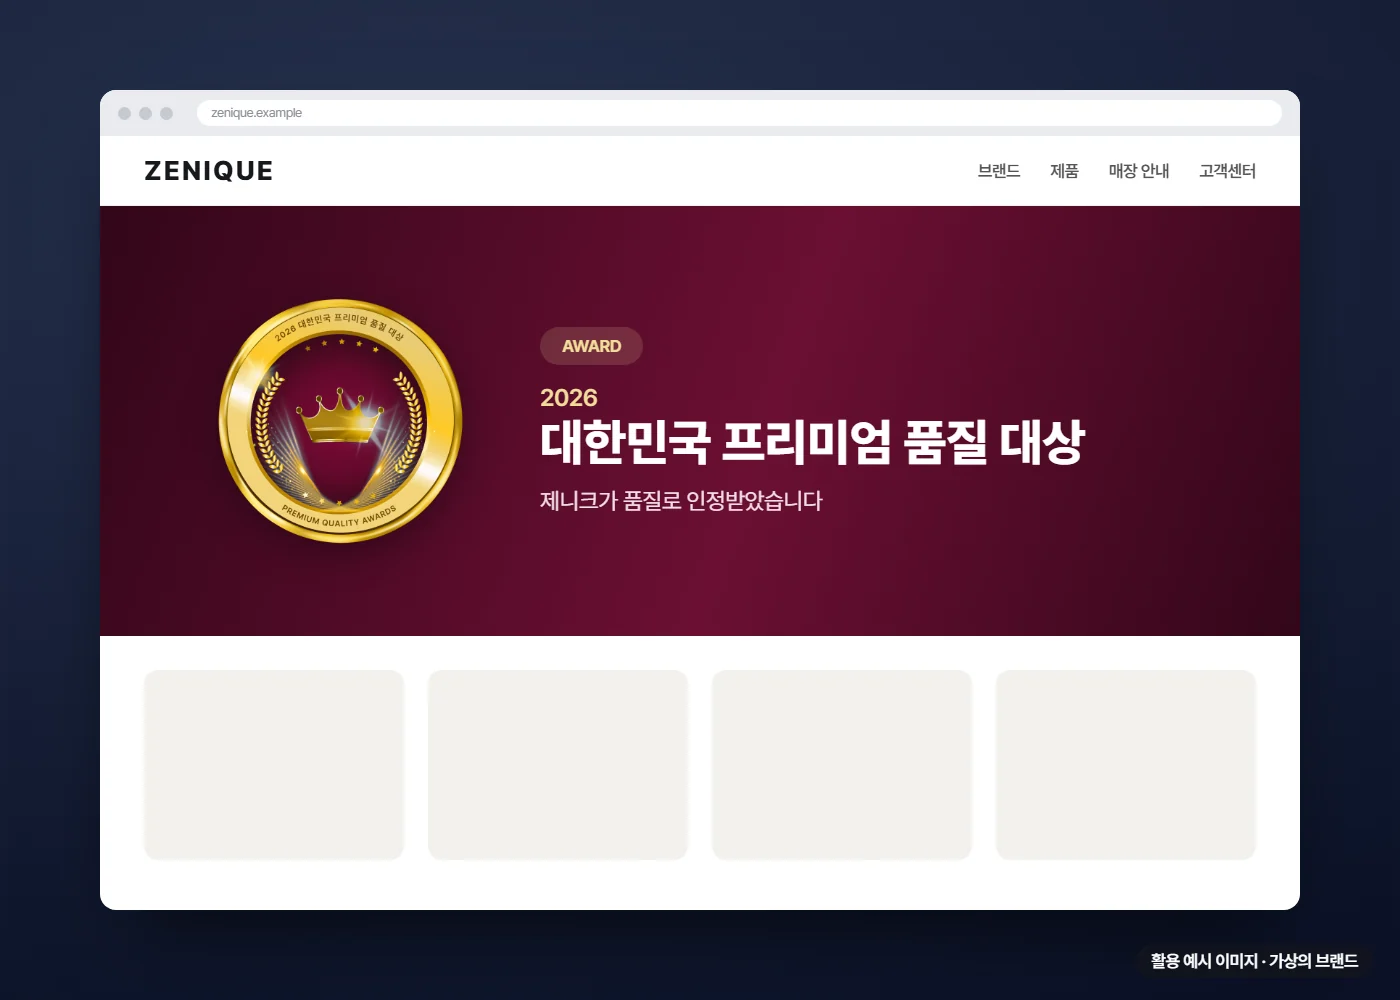 zenique.example
ZENIQUE
브랜드 제품 매장 안내 고객센터
2026 대한민국 프리미엄 품질 대상
PREMIUM QUALITY AWARDS
AWARD
2026
대한민국 프리미엄 품질 대상
제니크가 품질로 인정받았습니다
활용 예시 이미지 · 가상의 브랜드